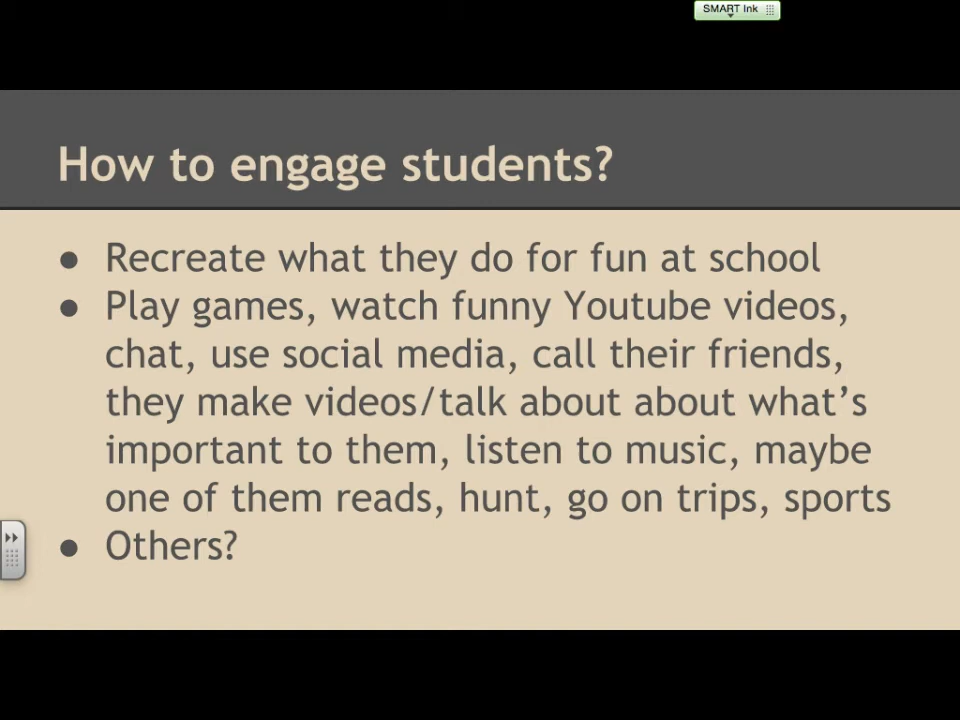 SMART Ink
How to engage students?
● Recreate what they do for fun at school
● Play games, watch funny Youtube videos,
chat, use social media, call their friends,
they make videos/talk about about what's
important to them, listen to music, maybe
one of them reads, hunt, go on trips, sports
● Others?